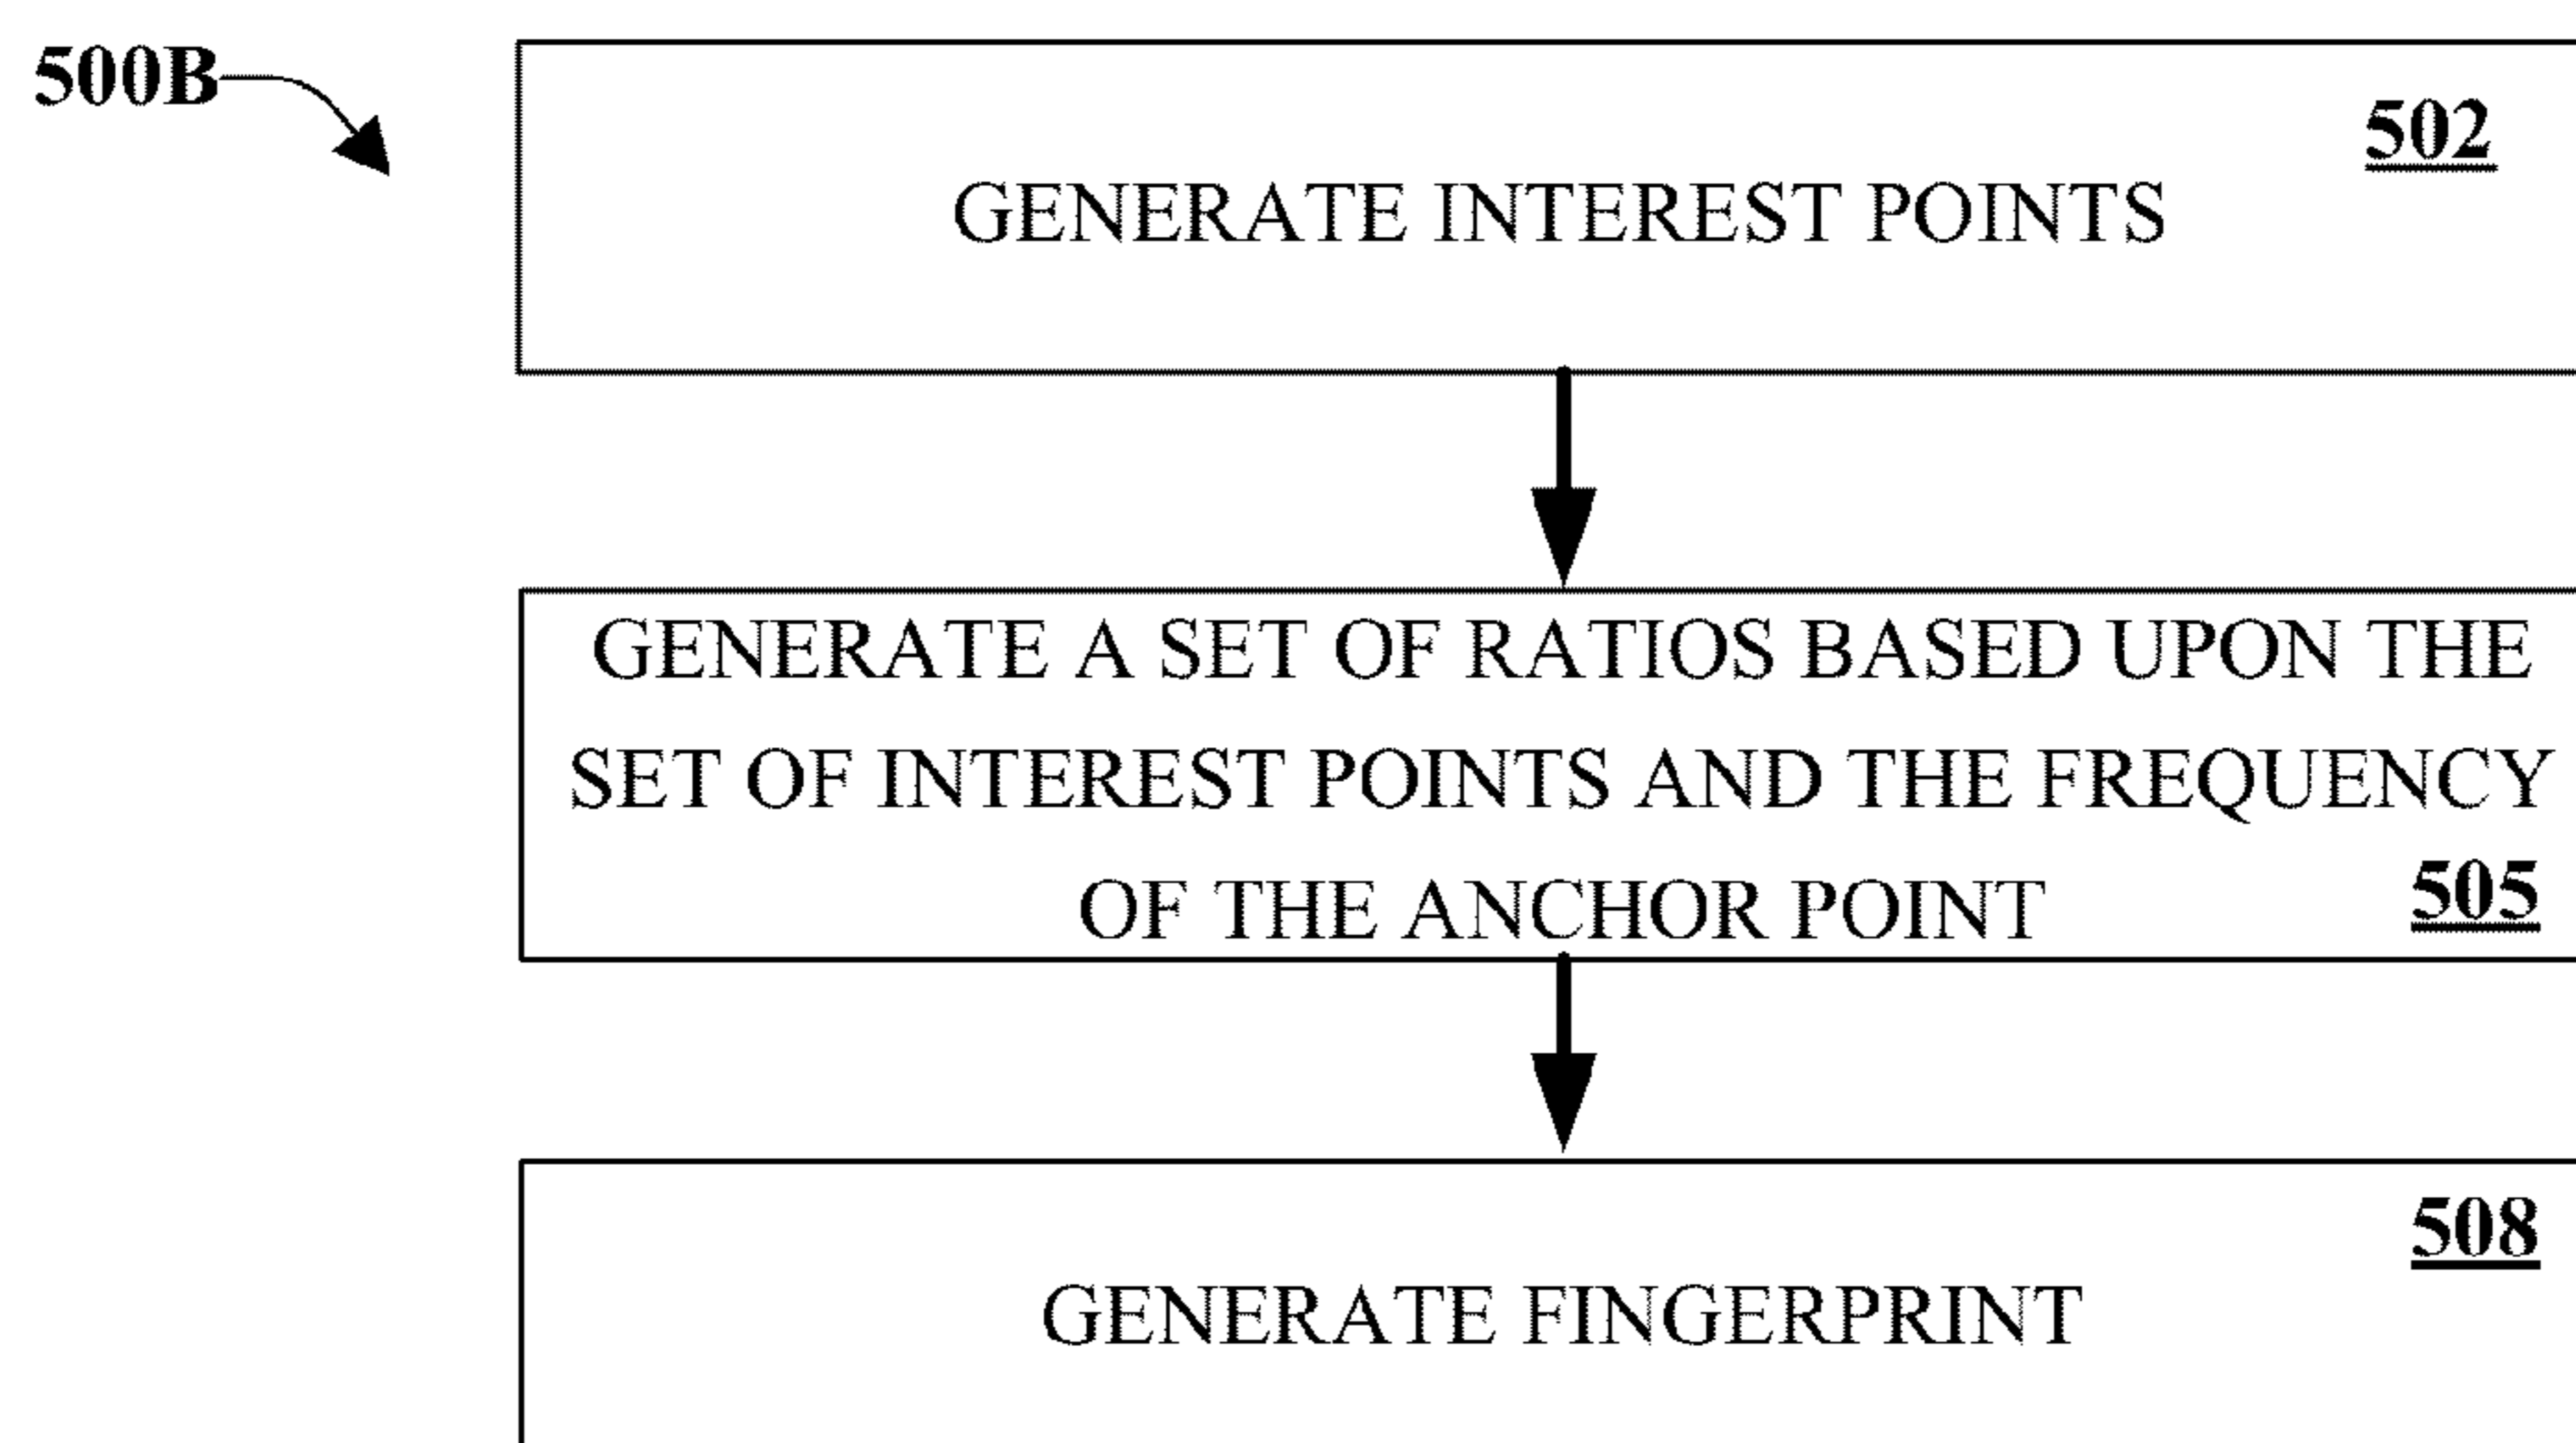 500B
502
GENERATE INTEREST POINTS
GENERATE A SET OF RATIOS BASED UPON THE
SET OF INTEREST POINTS AND THE FREQUENCY
OF THE ANCHOR POINT
505
508
GENERATE FINGERPRINT